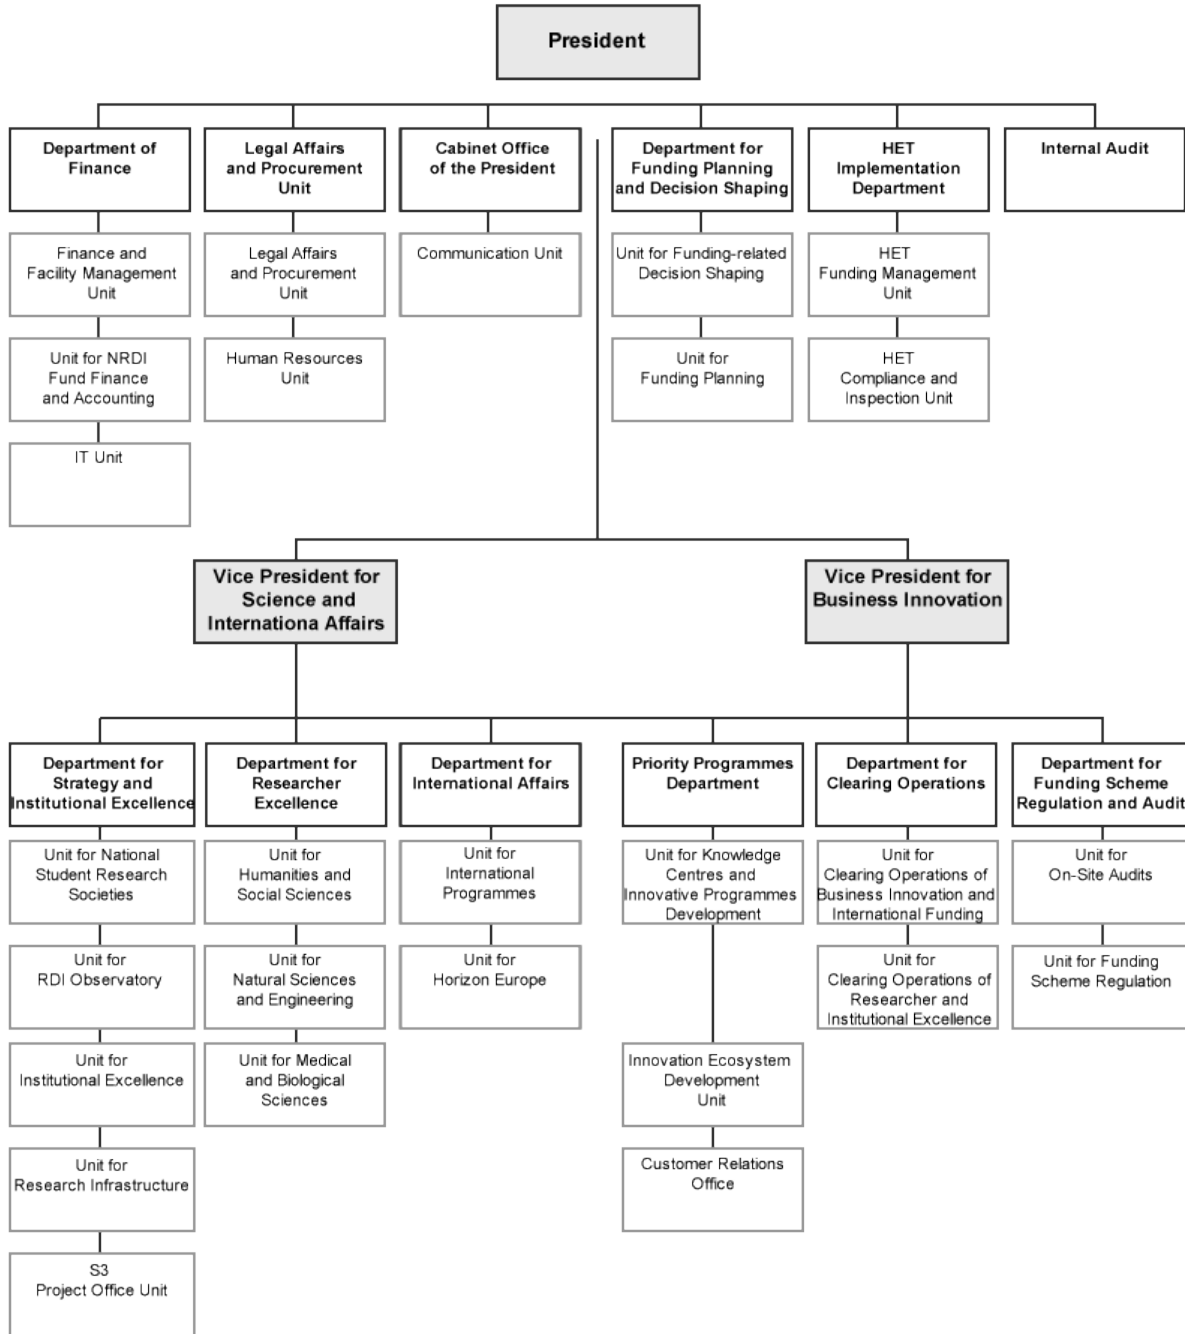 President
Department of
Finance
Legal Affairs
and Procurement
Unit
Cabinet Office
of the President
Department for
Funding Planning
and Decision Shaping
HET
Implementation
Department
Internal Audit
Finance and
Facility Management
Unit
Legal Affairs
and Procurement
Unit
Communication Unit
Unit for Funding-related
Decision Shaping
HET
Funding Management
Unit
Unit for NRDI
Fund Finance
and Accounting
Human Resources
Unit
Unit for
Funding Planning
HET
Compliance and
Inspection Unit
IT Unit
Vice President for
Science and
Internationa Affairs
Vice President for
Business Innovation
Department for
Strategy and
Institutional Excellence
Department for
Researcher
Excellence
Department for
International Affairs
Priority Programmes
Department
Department for
Clearing Operations
Department for
Funding Scheme
Regulation and Audit
Unit for National
Student Research
Societies
Unit for
Humanities and
Social Sciences
Unit for
International
Programmes
Unit for Knowledge
Centres and
Innovative Programmes
Development
Unit for
Clearing Operations of
Business Innovation and
International Funding
Unit for
On-Site Audits
Unit for
RDI Observatory
Unit for
Natural Sciences
and Engineering
Unit for
Horizon Europe
Unit for
Clearing Operations of
Researcher and
Institutional Excellence
Unit for Funding
Scheme Regulation
Unit for
Institutional Excellence
Unit for Medical
and Biological
Sciences
Innovation Ecosystem
Development
Unit
Unit for
Research Infrastructure
Customer Relations
Office
S3
Project Office Unit